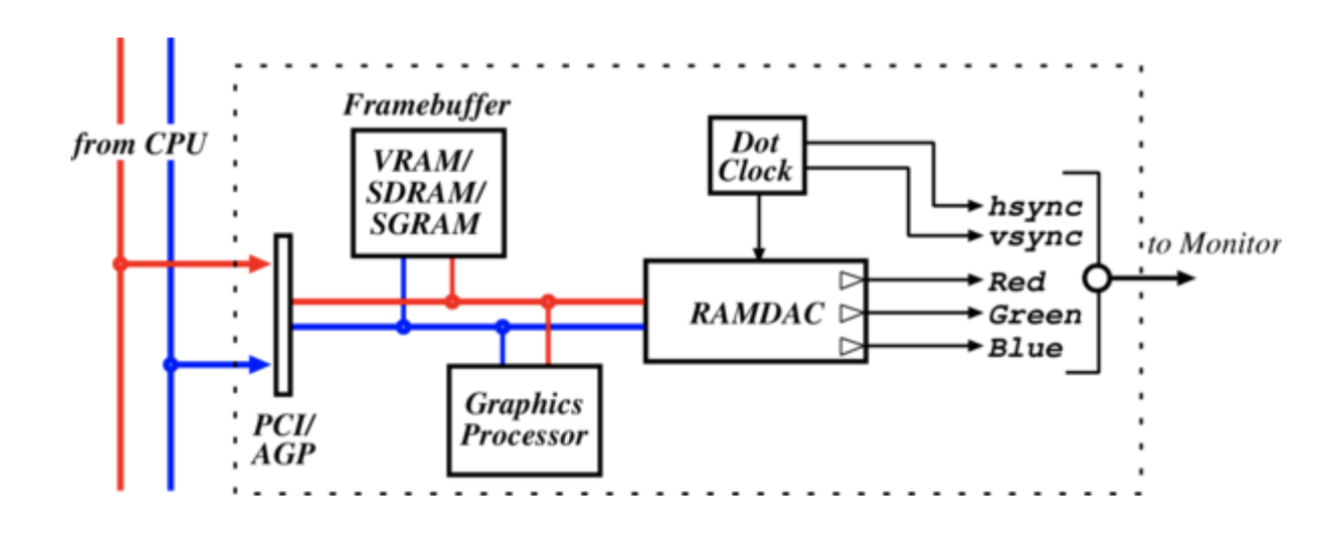 Framebuffer
from CPU
VRAM/
SDRAM/
SGRAM
Dot
Clock
hsync
vsync
to Monitor
Red
Green
Blue
RAMDAC
PCI/
AGP
Graphics
Processor